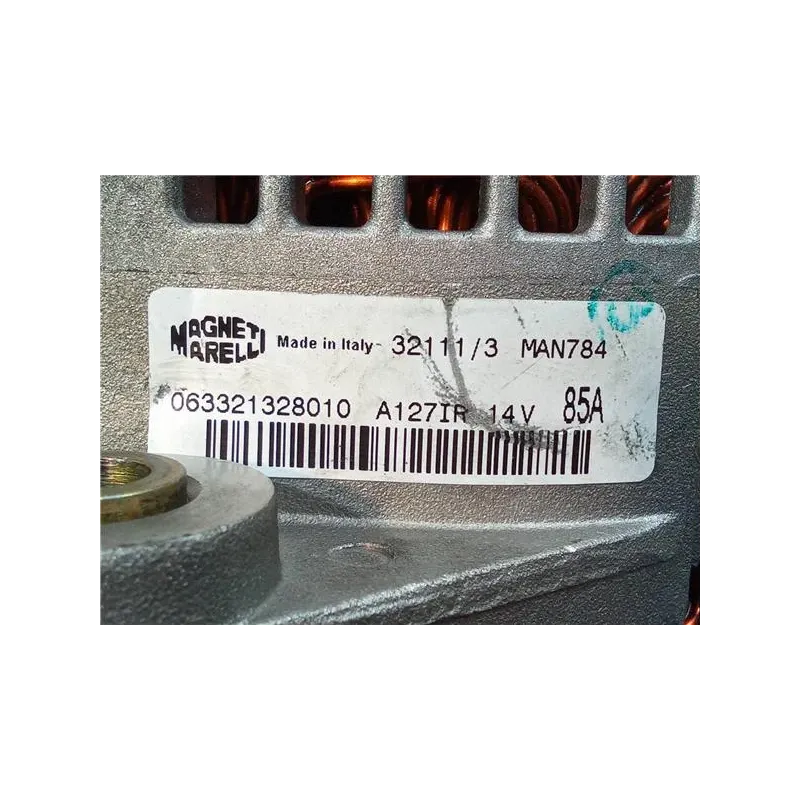 MAGNETI
MARELLI
Made in Italy- 32111/3 MAN784
063321328010 A127IR 14V 85A